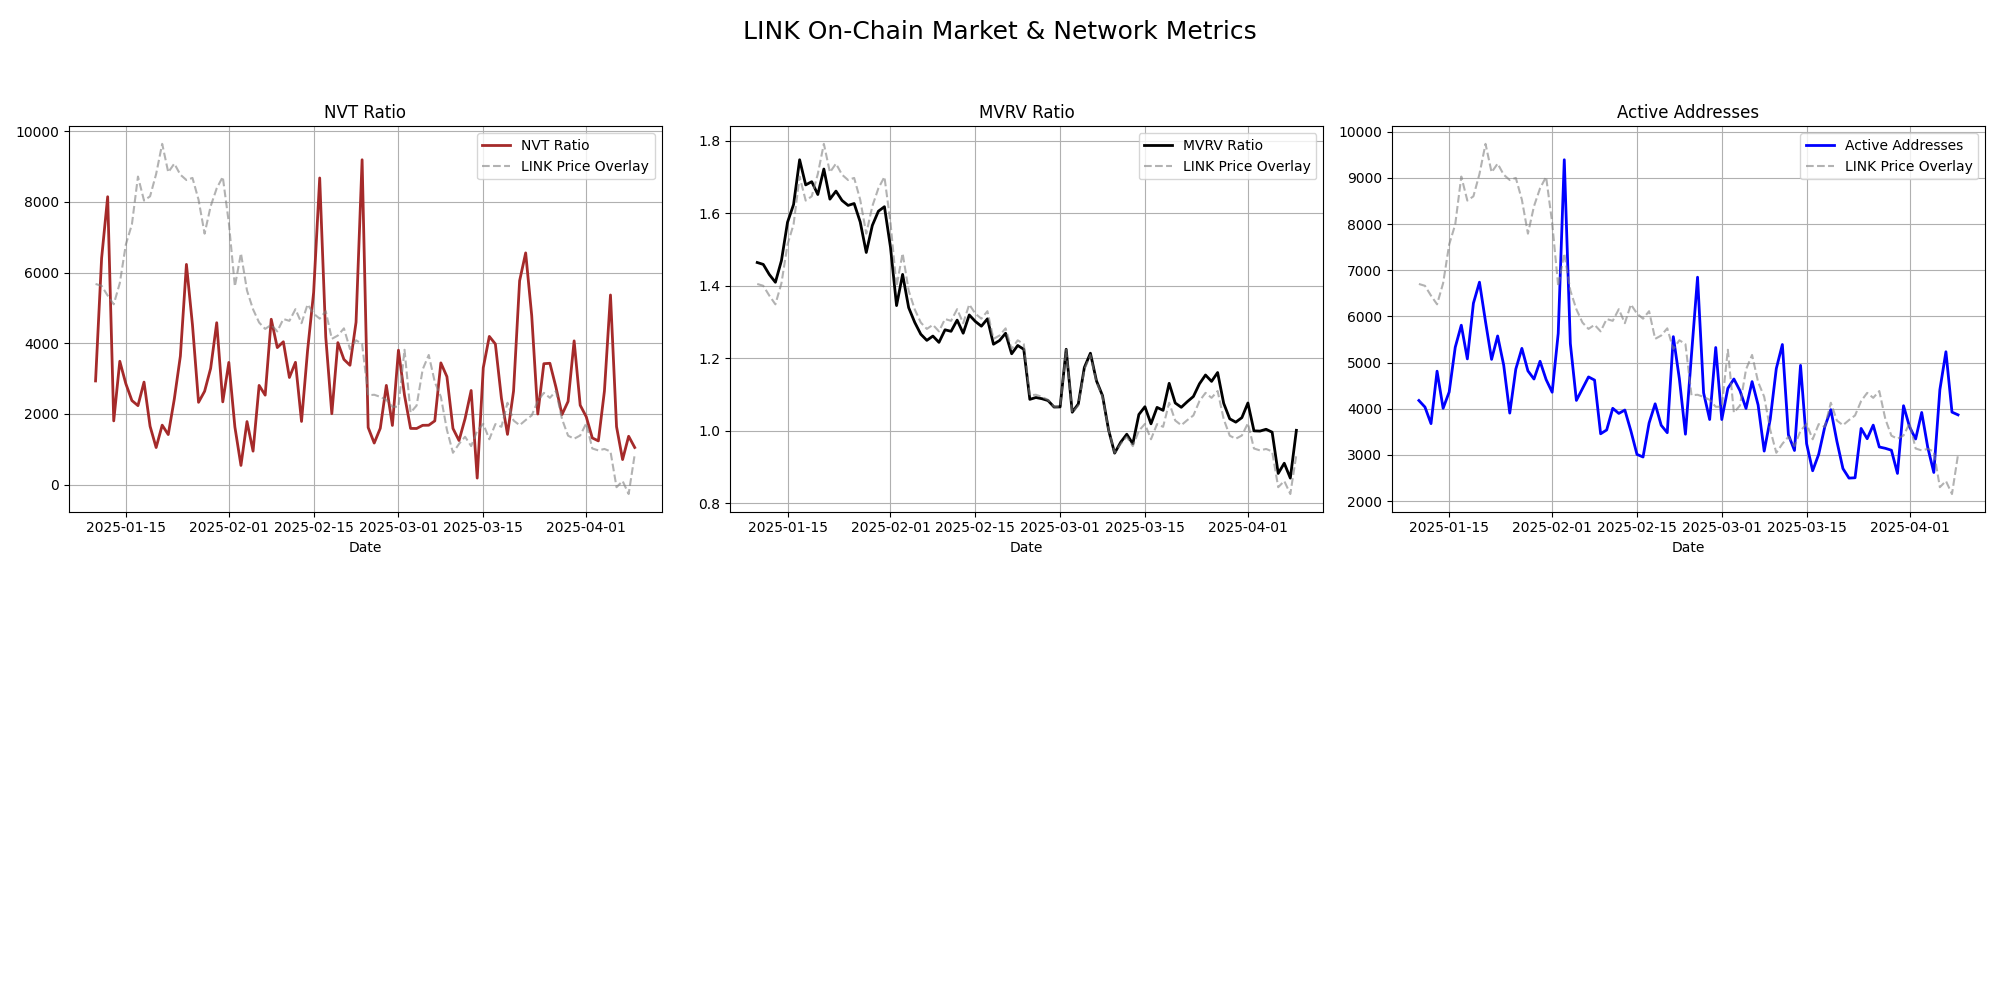 LINK On-Chain Market & Network Metrics
NVT Ratio
10000
8000
6000
4000
2000
0
NVT Ratio
LINK Price Overlay
2025-01-15 2025-02-01 2025-02-15 2025-03-01 2025-03-15 2025-04-01
Date
MVRV Ratio
1.8
1.6
1.4
1.2
1.0
0.8
MVRV Ratio
LINK Price Overlay
2025-01-15 2025-02-01 2025-02-15 2025-03-01 2025-03-15 2025-04-01
Date
Active Addresses
10000
9000
8000
7000
6000
5000
4000
3000
2000
Active Addresses
LINK Price Overlay
2025-01-15 2025-02-01 2025-02-15 2025-03-01 2025-03-15 2025-04-01
Date